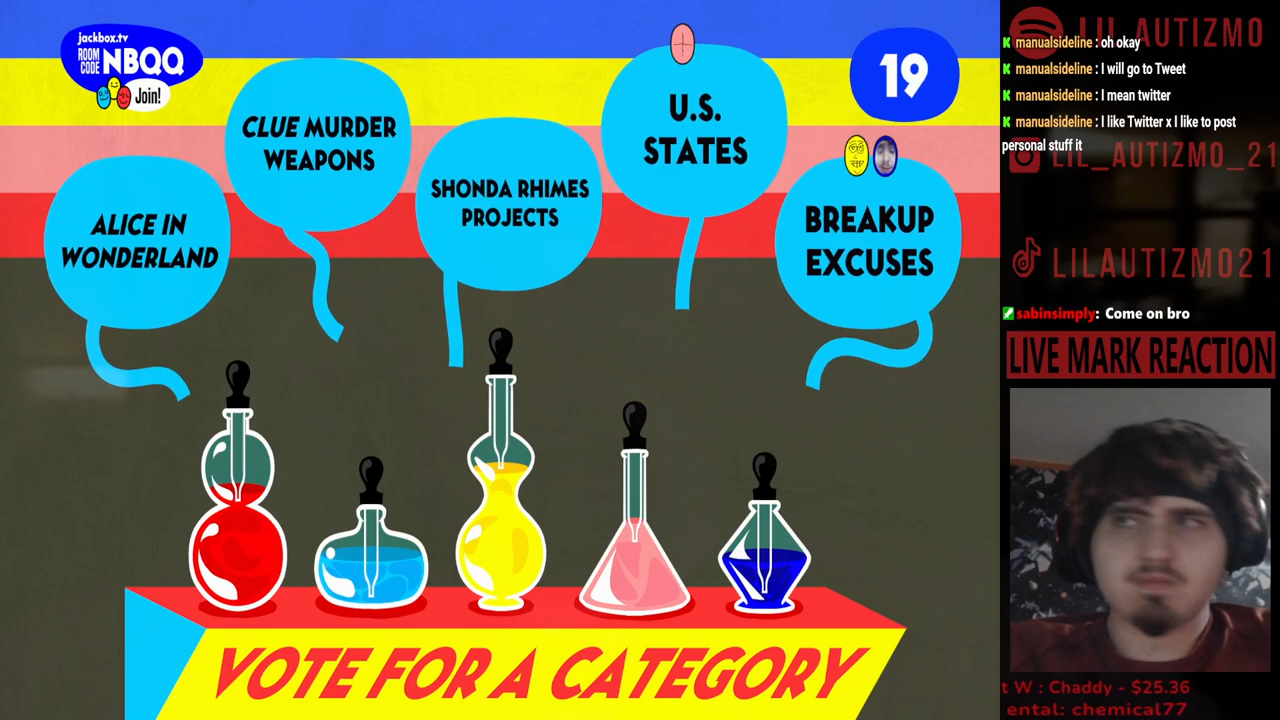 jackbox.tv
ROOM CODE NBQQ
Join!
ALICE IN
WONDERLAND
CLUE MURDER
WEAPONS
SHONDA RHIMES
PROJECTS
U.S.
STATES
BREAKUP
EXCUSES
19
VOTE FOR A CATEGORY
LIL_AUTIZMO
manualsideline : oh okay
manualsideline : I will go to Tweet
manualsideline : I mean twitter
manualsideline : I like Twitter x I like to post
personal stuff it
LIL_AUTIZMO_21
LILAUTIZMO21
sabinsimply: Come on bro
LIVE MARK REACTION
t W : Chaddy - $25.36
ental: chemical77